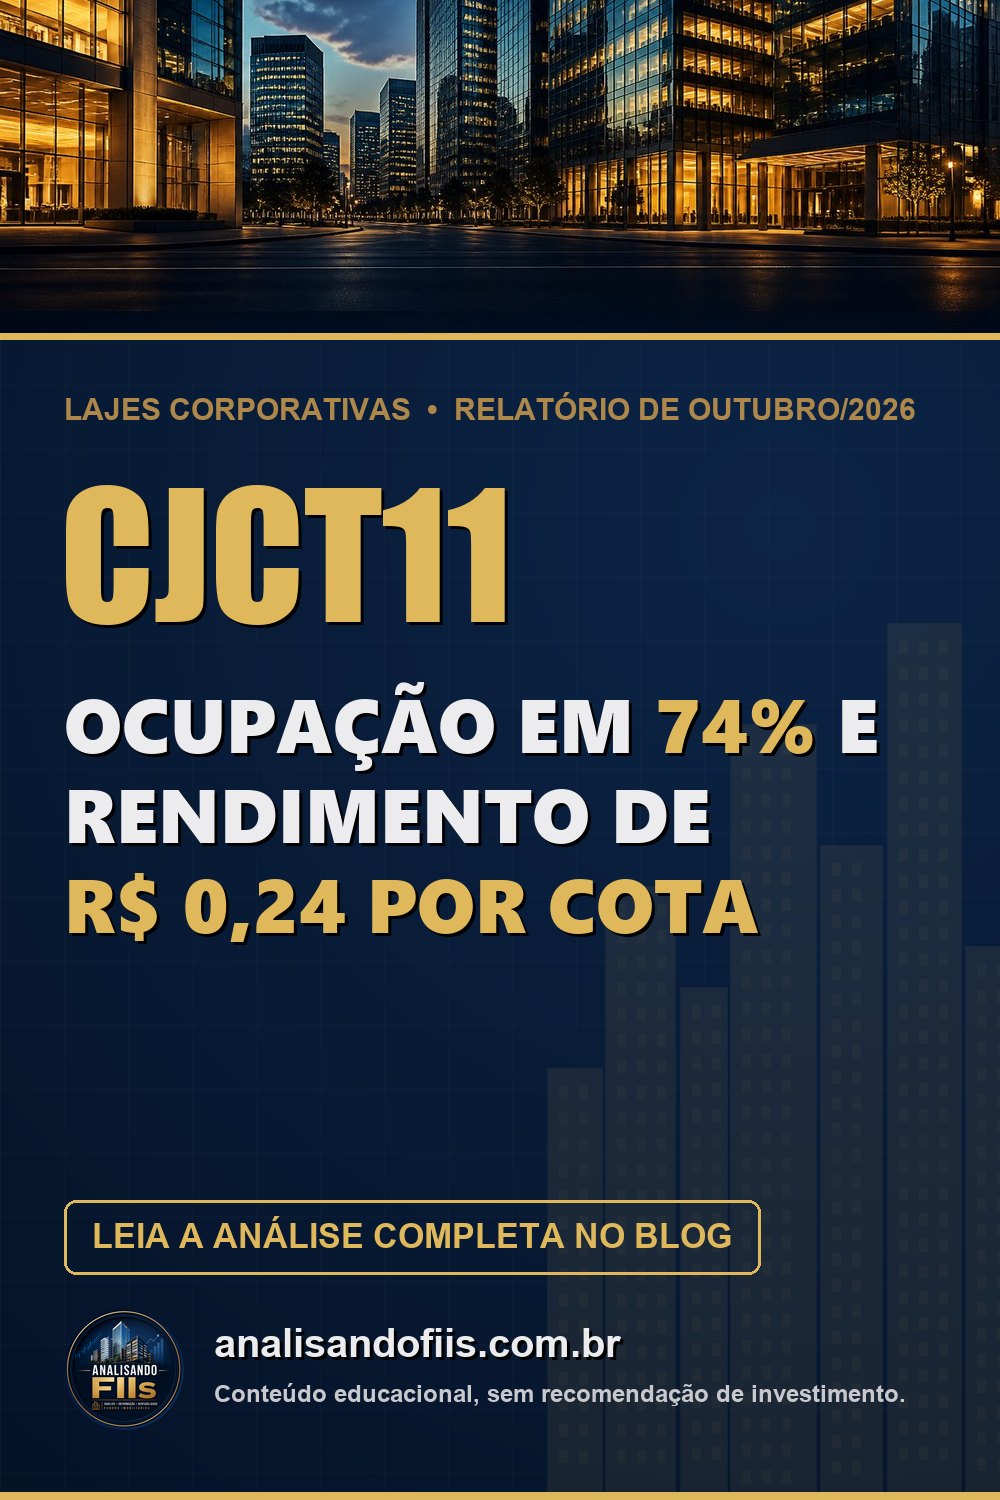 LAJES CORPORATIVAS • RELATÓRIO DE OUTUBRO/2026
CJCT11
OCUPAÇÃO EM 74% E
RENDIMENTO DE
R$ 0,24 POR COTA
LEIA A ANÁLISE COMPLETA NO BLOG
ANALISANDO
FIIs
analisandofiis.com.br
Conteúdo educacional, sem recomendação de investimento.